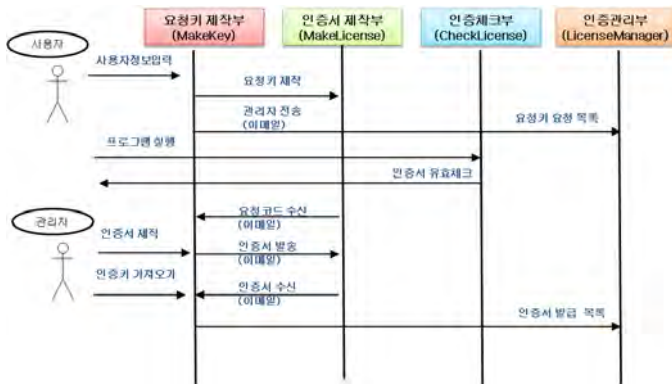 요청키 제작부
(MakeKey)
인증서 제작부
(MakeLicense)
인증체크부
(CheckLicense)
인증관리부
(LicenseManager)
사용자
사용자정보입력
요청키 제작
관리자 전송
(이메일)
요청키 요청 목록
프로그램 실행
인증서 유효체크
관리자
요청코드 수신
(이메일)
인증서 제작
인증서 발송
(이메일)
인증키 가져오기
인증서 수신
(이메일)
인증서 발급 목록